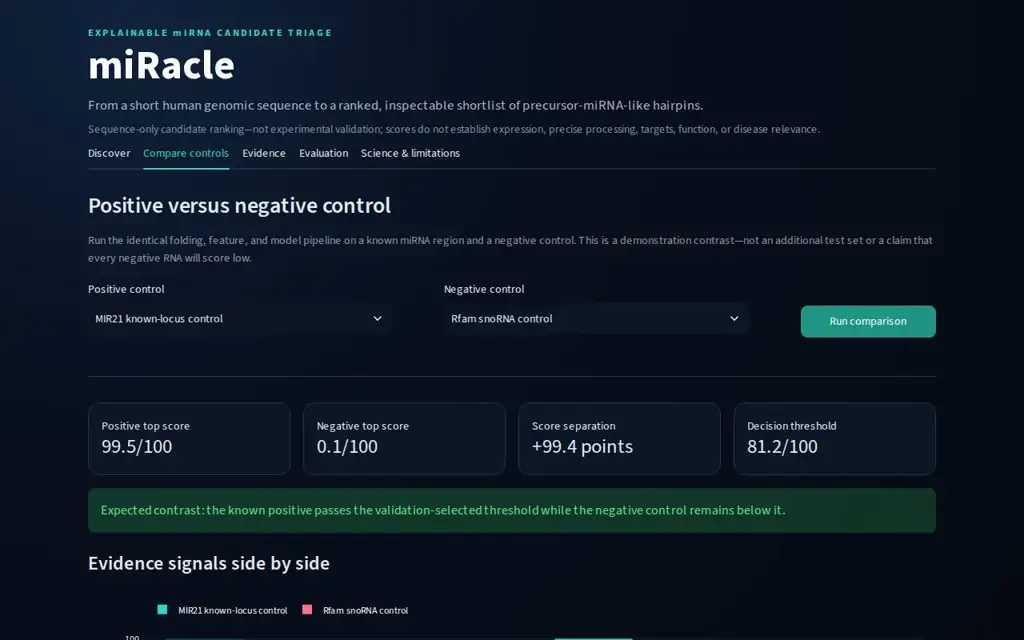 EXPLAINABLE miRNA CANDIDATE TRIAGE
miRacle
From a short human genomic sequence to a ranked, inspectable shortlist of precursor-miRNA-like hairpins.
Sequence-only candidate ranking—not experimental validation; scores do not establish expression, precise processing, targets, function, or disease relevance.
Discover Compare controls Evidence Evaluation Science & limitations
Positive versus negative control
Run the identical folding, feature, and model pipeline on a known miRNA region and a negative control. This is a demonstration contrast—not an additional test set or a claim that
every negative RNA will score low.
Positive control Negative control
MIR21 known-locus control Rfam snoRNA control Run comparison
Positive top score Negative top score Score separation Decision threshold
99.5/100 0.1/100 +99.4 points 81.2/100
Expected contrast: the known positive passes the validation-selected threshold while the negative control remains below it.
Evidence signals side by side
MIR21 known-locus control Rfam snoRNA control
100